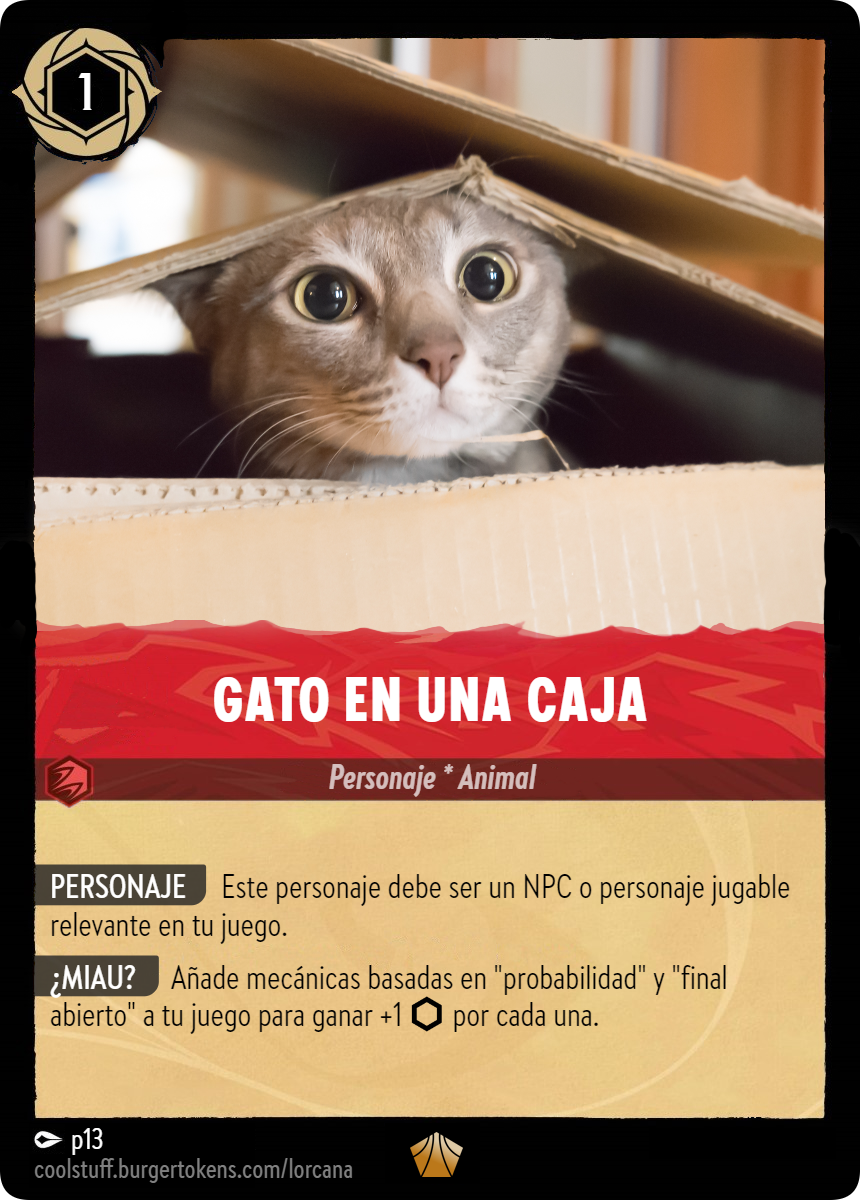 1
GATO EN UNA CAJA
Personaje * Animal
PERSONAJE Este personaje debe ser un NPC o personaje jugable
relevante en tu juego.
¿MIAU? Añade mecánicas basadas en "probabilidad" y "final
abierto" a tu juego para ganar +1 ⬡ por cada una.
p13
coolstuff.burgertokens.com/lorcana